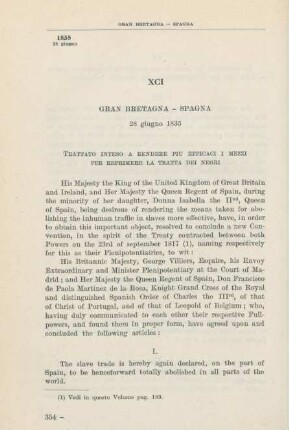 GRAN BRETAGNA – SPAGNA
1835
28 giugno
XCI
GRAN BRETAGNA – SPAGNA
28 giugno 1835
TRATTATO INTESO A RENDERE PIU EFFICACI I MEZZI
PER REPRIMERE LA TRATTA DEI NEGRI
His Majesty the King of the United Kingdom of Great Britain
and Ireland, and Her Majesty the Queen Regent of Spain, during
the minority of her daughter, Donna Isabella the IInd, Queen
of Spain, being desirous of rendering the means taken for abo-
lishing the inhuman traffic in slaves more effective, have, in order
to obtain this important object, resolved to conclude a new Con-
vention, in the spirit of the Treaty contracted between both
Powers on the 23rd of september 1817 (1), naming respectively
for this as their Plenipotentiaries, to wit:
His Britannic Majesty, George Villiers, Esquire, his Envoy
Extraordinary and Minister Plenipotentiary at the Court of Ma-
drid; and Her Majesty the Queen Regent of Spain, Don Francisco
de Paola Martinez de la Rosa, Knight Grand Cross of the Royal
and distinguished Spanish Order of Charles the IIIrd, of that
of Christ of Portugal, and of that of Leopold of Belgium; who,
having duly communicated to each other their respective Full-
powers, and found them in proper form, have agreed upon and
concluded the following articles:
I.
The slave trade is hereby again declared, on the part of
Spain, to be henceforward totally abolished in all parts of the
world.
(1) Vedi in questo Volume pag. 189.
354 –